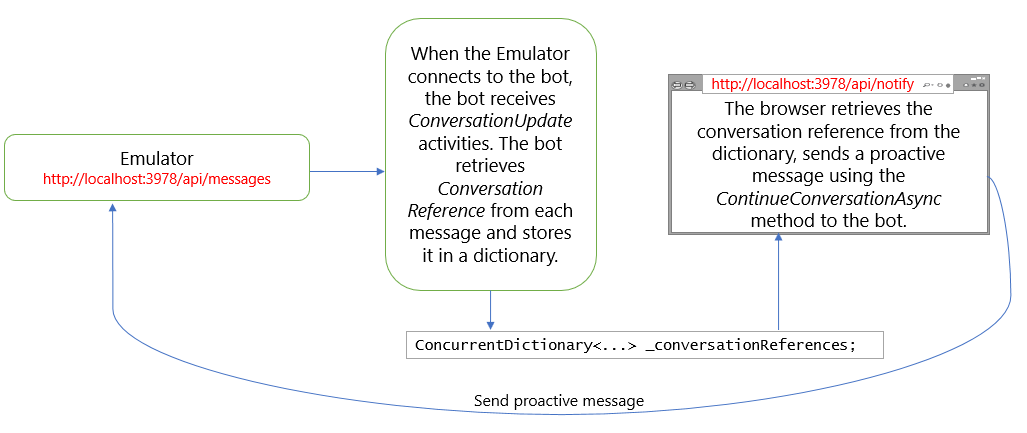 Emulator
http://localhost:3978/api/messages
When the Emulator
connects to the bot,
the bot receives
ConversationUpdate
activities. The bot
retrieves
Conversation
Reference from each
message and stores
it in a dictionary.
http://localhost:3978/api/notify
The browser retrieves the
conversation reference from the
dictionary, sends a proactive
message using the
ContinueConversationAsync
method to the bot.
ConcurrentDictionary<...> _conversationReferences;
Send proactive message